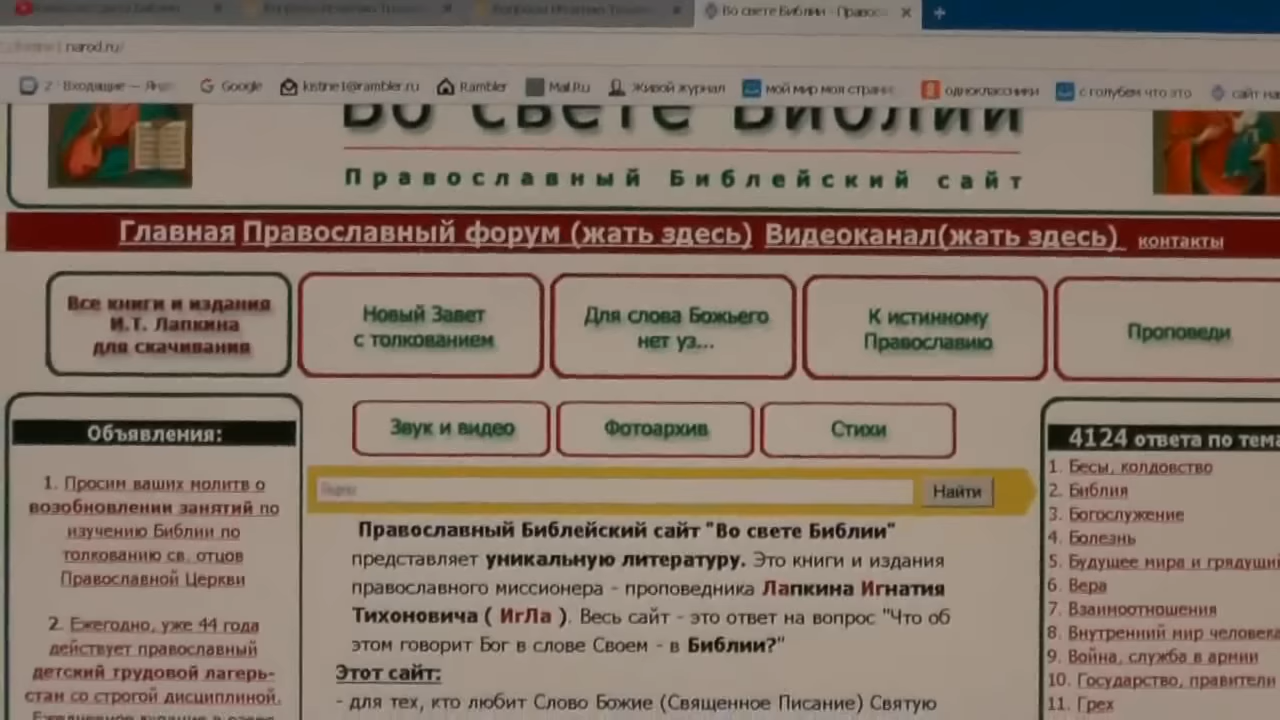 Во свете Библии - Правос
narod.ru
2 · Входящие — Янд
Google
kistine1@rambler.ru
Rambler
Mail.Ru
Живой журнал
мой мир моя страни
одноклассники
с голубем что это
сайт на
Во свете Библии
Православный Библейский сайт
Главная Православный форум (жать здесь) Видеоканал(жать здесь) контакты
Все книги и издания
И.Т. Лапкина
для скачивания
Новый Завет
с толкованием
Для слова Божьего
нет уз...
К истинному
Православию
Проповеди
Звук и видео
Фотоархив
Стихи
Найти
Объявления:
1. Просим ваших молитв о
возобновлении занятий по
изучению Библии по
толкованию св. отцов
Православной Церкви
2. Ежегодно, уже 44 года
действует православный
детский трудовой лагерь-
стан со строгой дисциплиной.
Православный Библейский сайт "Во свете Библии"
представляет уникальную литературу. Это книги и издания
православного миссионера - проповедника Лапкина Игнатия
Тихоновича ( ИгЛа ). Весь сайт - это ответ на вопрос "Что об
этом говорит Бог в слове Своем - в Библии?"
Этот сайт:
- для тех, кто любит Слово Божие (Священное Писание) Святую
4124 ответа по тема
1. Бесы, колдовство
2. Библия
3. Богослужение
4. Болезнь
5. Будущее мира и грядущи
6. Вера
7. Взаимоотношения
8. Внутренний мир человека
9. Война, служба в армии
10. Государство, правители
11. Грех